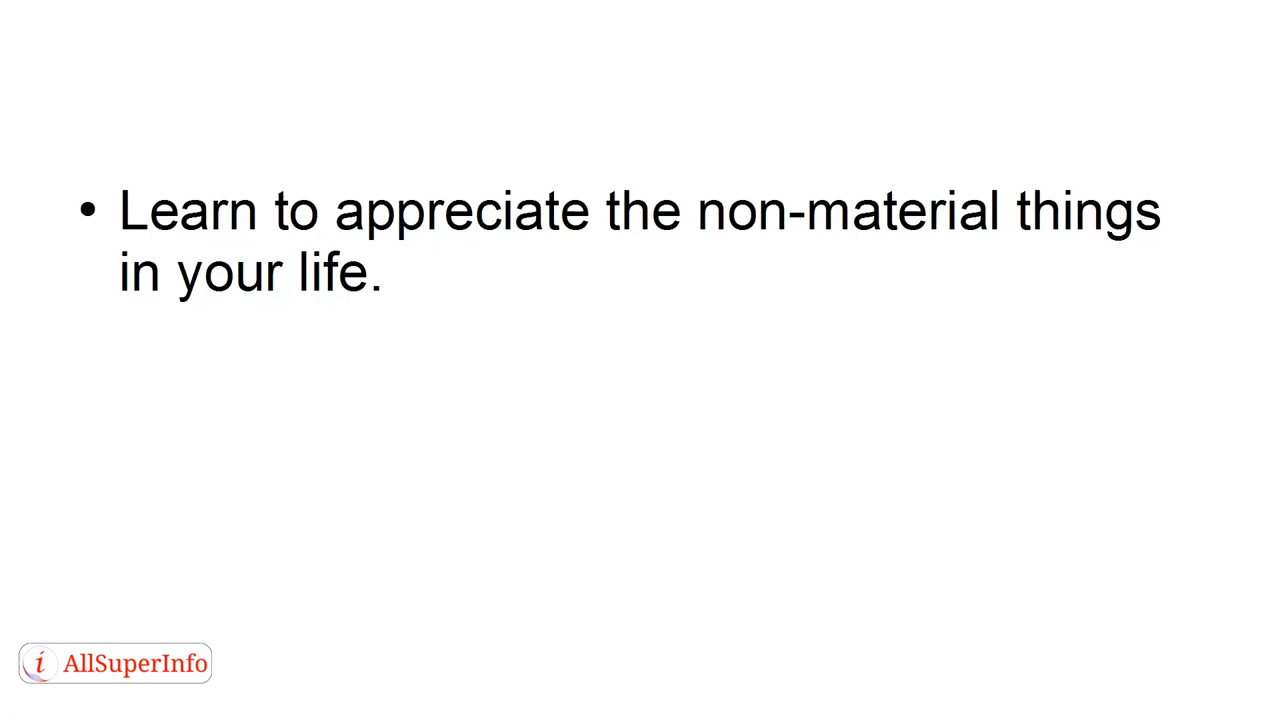 • Learn to appreciate the non-material things
in your life.
i AllSuperInfo